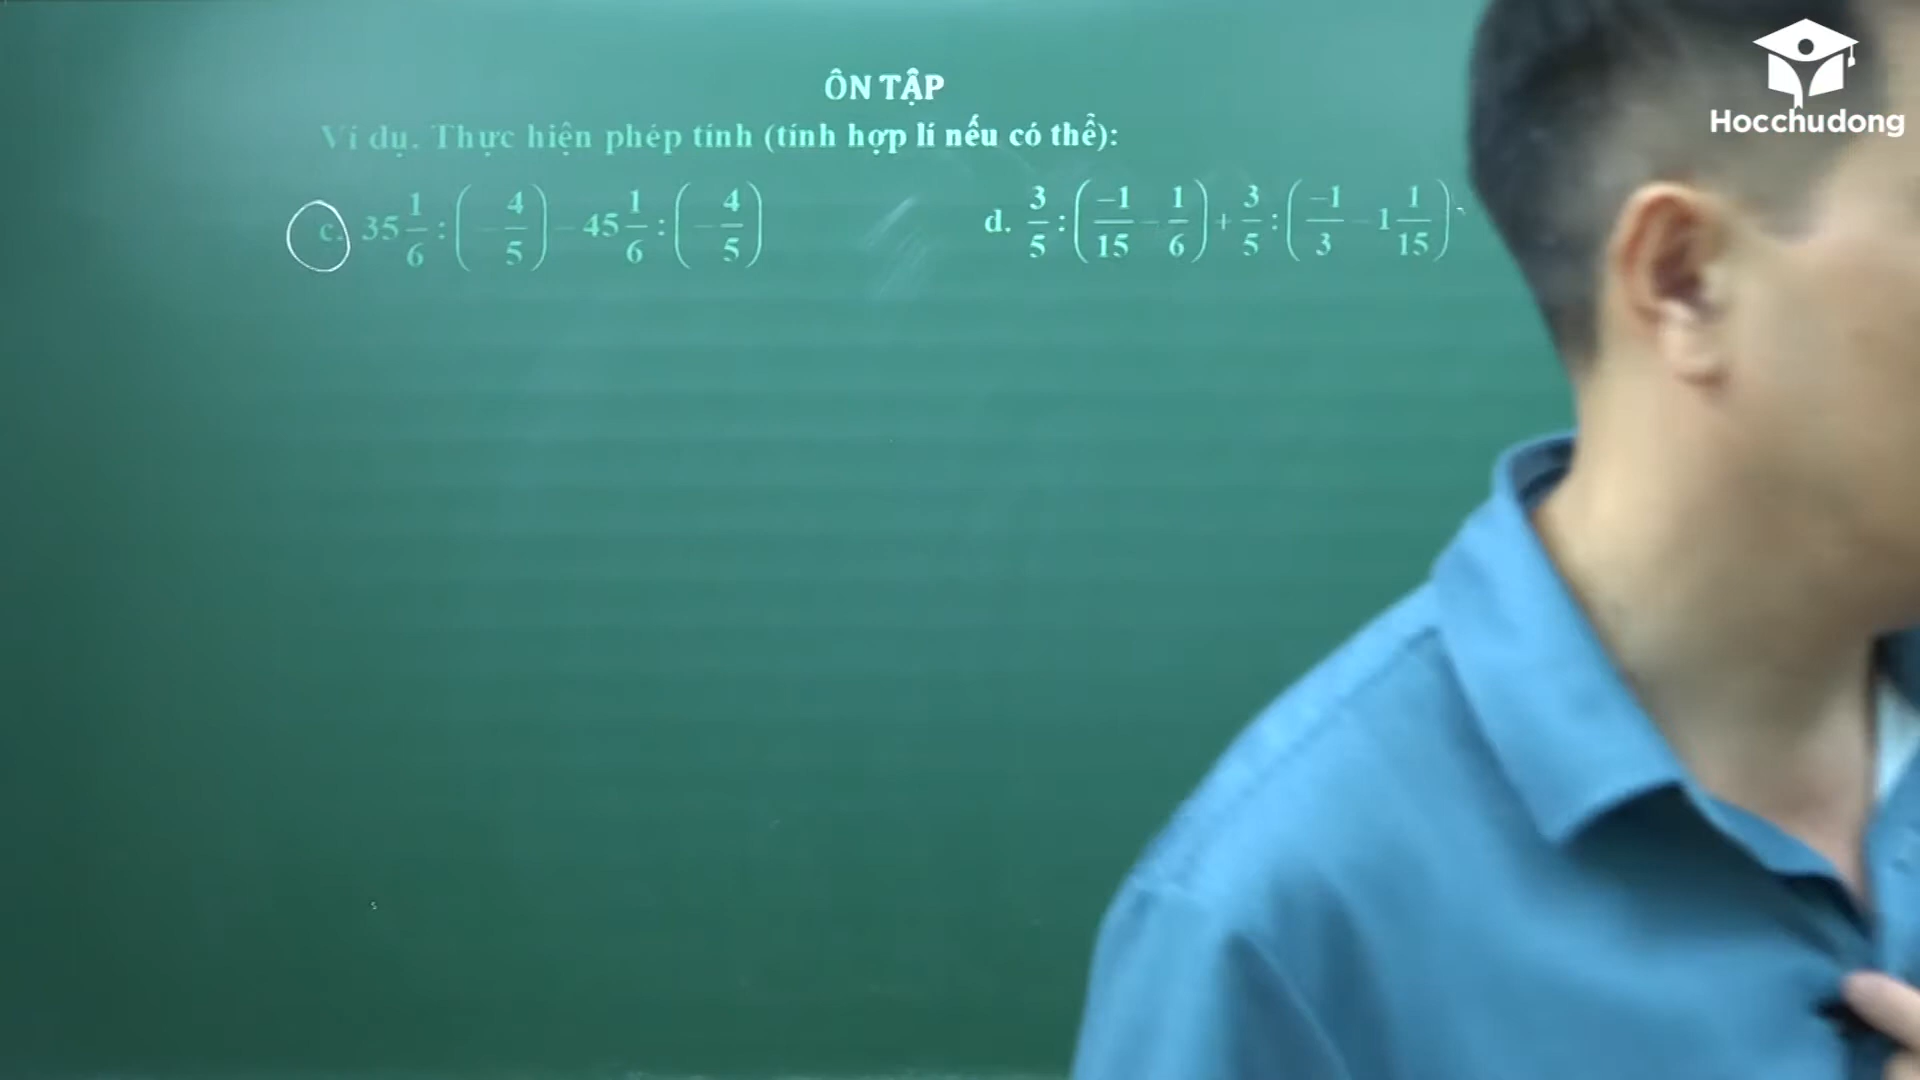 ÔN TẬP
Hocchudong
Ví dụ. Thực hiện phép tính (tính hợp lí nếu có thể):
c. 35 1/6 : (- 4/5) - 45 1/6 : (- 4/5)
d. 3/5 : (-1/15 - 1/6) + 3/5 : (-1/3 - 1 1/15)